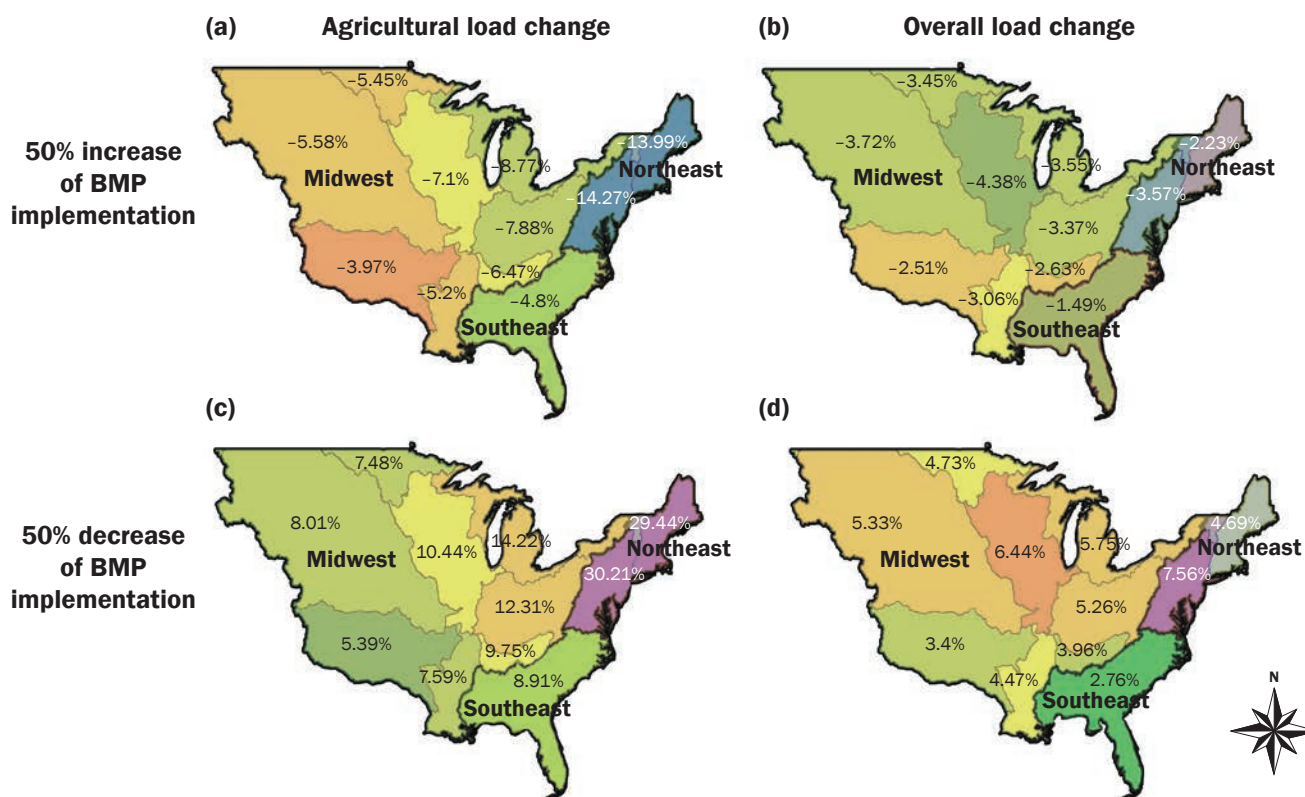 (a) Agricultural load change
(b) Overall load change
50% increase
of BMP
implementation
–5.45%
–5.58%
Midwest
–7.1%
–8.77%
–13.99%
Northeast
–14.27%
–7.88%
–3.97%
–6.47%
–5.2%
–4.8%
Southeast
–3.45%
–3.72%
Midwest
–4.38%
–3.55%
–2.23%
Northeast
–3.57%
–3.37%
–2.51%
–2.63%
–3.06%
–1.49%
Southeast
(c)
(d)
50% decrease
of BMP
implementation
7.48%
8.01%
Midwest
10.44%
14.22%
29.44%
Northeast
30.21%
12.31%
5.39%
9.75%
7.59%
8.91%
Southeast
4.73%
5.33%
Midwest
6.44%
5.75%
4.69%
Northeast
7.56%
5.26%
3.4%
3.96%
4.47%
2.76%
Southeast
N